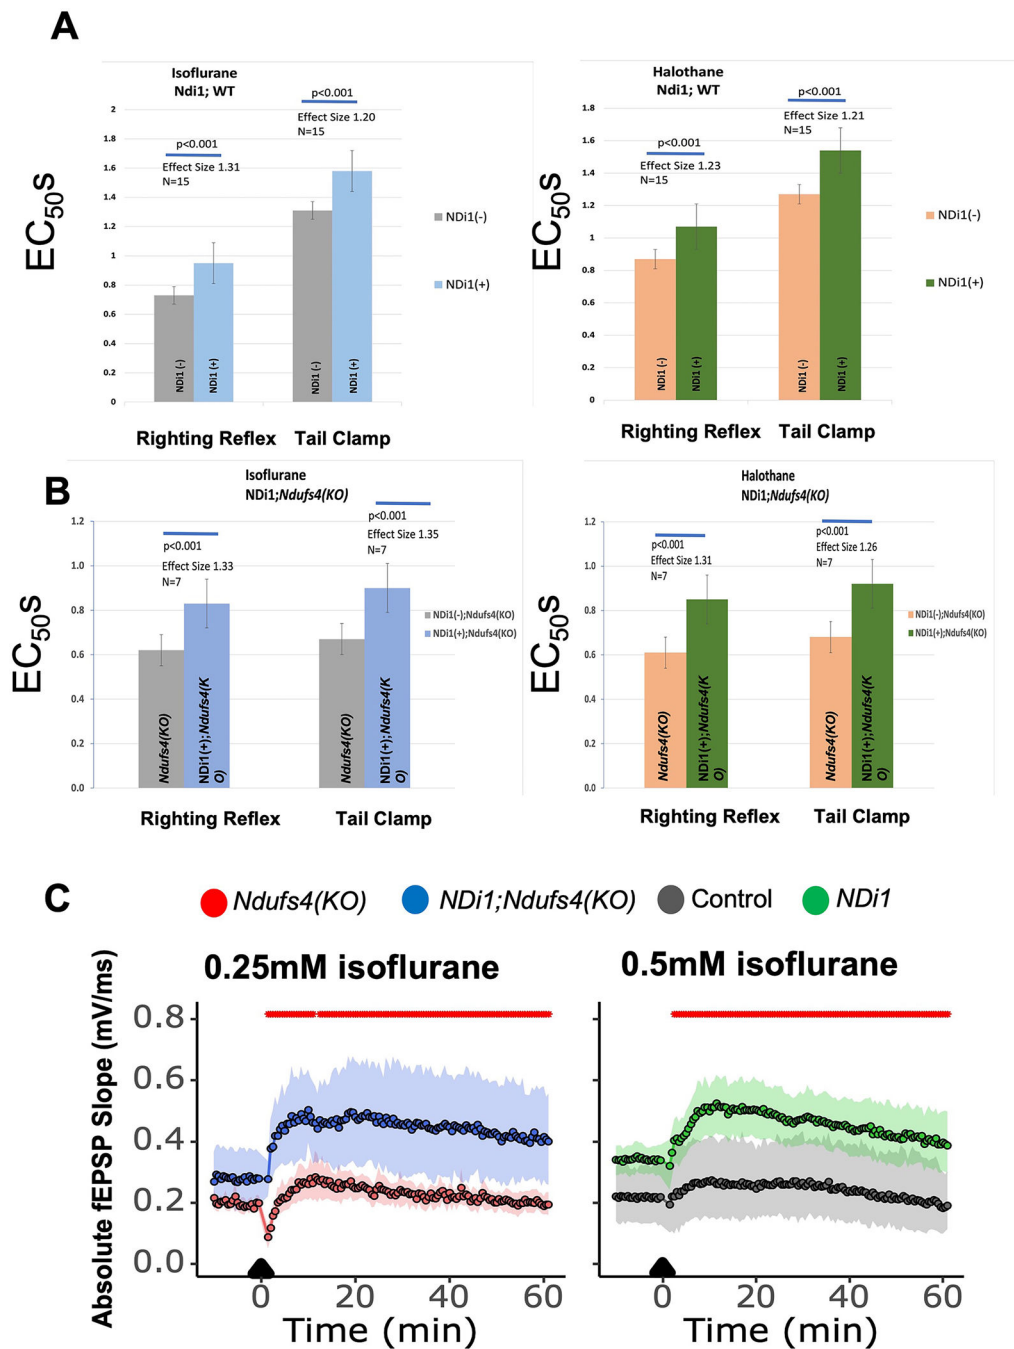 A
Isoflurane
Ndi1; WT
p<0.001
Effect Size 1.20
N=15
p<0.001
Effect Size 1.31
N=15
EC50s
2
1.8
1.6
1.4
1.2
1
0.8
0.6
0.4
0.2
0
NDi1 (-)
NDi1 (+)
NDi1 (-)
NDi1 (+)
NDi1(-)
NDi1(+)
Righting Reflex Tail Clamp
Halothane
Ndi1; WT
p<0.001
Effect Size 1.21
N=15
p<0.001
Effect Size 1.23
N=15
EC50s
1.8
1.6
1.4
1.2
1
0.8
0.6
0.4
0.2
0
NDi1 (-)
NDi1 (+)
NDi1 (-)
NDi1 (+)
NDi1(-)
NDi1(+)
Righting Reflex Tail Clamp
B
Isoflurane
NDi1;Ndufs4(KO)
p<0.001
Effect Size 1.35
N=7
p<0.001
Effect Size 1.33
N=7
EC50s
1.2
1.0
0.8
0.6
0.4
0.2
0.0
Ndufs4(KO)
NDi1(+);Ndufs4(K
O)
Ndufs4(KO)
NDi1(+);Ndufs4(K
O)
NDi1(-);Ndufs4(KO)
NDi1(+);Ndufs4(KO)
Righting Reflex Tail Clamp
Halothane
NDi1;Ndufs4(KO)
p<0.001
Effect Size 1.26
N=7
p<0.001
Effect Size 1.31
N=7
EC50s
1.2
1.0
0.8
0.6
0.4
0.2
0.0
Ndufs4(KO)
NDi1(+);Ndufs4(K
O)
Ndufs4(KO)
NDi1(+);Ndufs4(K
O)
NDi1(-);Ndufs4(KO)
NDi1(+);Ndufs4(KO)
Righting Reflex Tail Clamp
C
Ndufs4(KO) NDi1;Ndufs4(KO) Control NDi1
0.25mM isoflurane
0.5mM isoflurane
Absolute fEPSP Slope (mV/ms)
0.8
0.6
0.4
0.2
0.0
0 20 40 60
Time (min)
0 20 40 60
Time (min)